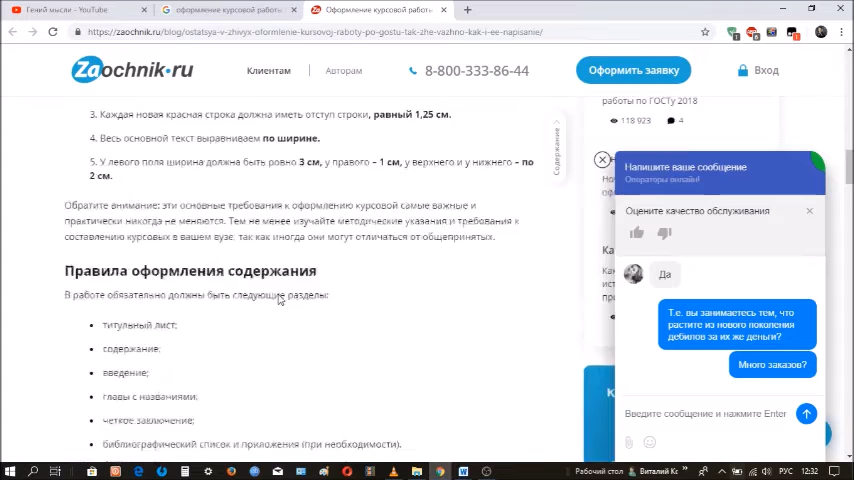 Гений мысли - YouTube
оформление курсовой работы
Оформление курсовой работы
https://zaochnik.ru/blog/ostatsya-v-zhivyx-oformlenie-kursovoj-raboty-po-gostu-tak-zhe-vazhno-kak-i-ee-napisanie/
Zaochnik.ru
Клиентам
Авторам
8-800-333-86-44
Оформить заявку
Вход
3. Каждая новая красная строка должна иметь отступ строки, равный 1,25 см.
4. Весь основной текст выравниваем по ширине.
5. У левого поля ширина должна быть ровно 3 см, у правого – 1 см, у верхнего и у нижнего – по
2 см.
Обратите внимание: эти основные требования к оформлению курсовой самые важные и
практически никогда не меняются. Тем не менее изучайте методические указания и требования к
составлению курсовых в вашем вузе, так как иногда они могут отличаться от общепринятых.
Правила оформления содержания
В работе обязательно должны быть следующие разделы:
• титульный лист;
• содержание;
• введение;
• главы с названиями;
• четкое заключение;
• библиографический список и приложения (при необходимости).
Содержание
работы по ГОСТу 2018
118 923
4
Напишите ваше сообщение
Операторы онлайн!
Оцените качество обслуживания
Да
Т.е. вы занимаетесь тем, что
растите из нового поколения
дебилов за их же деньги?
Много заказов?
Введите сообщение и нажмите Enter
Рабочий стол
РУС
12:32